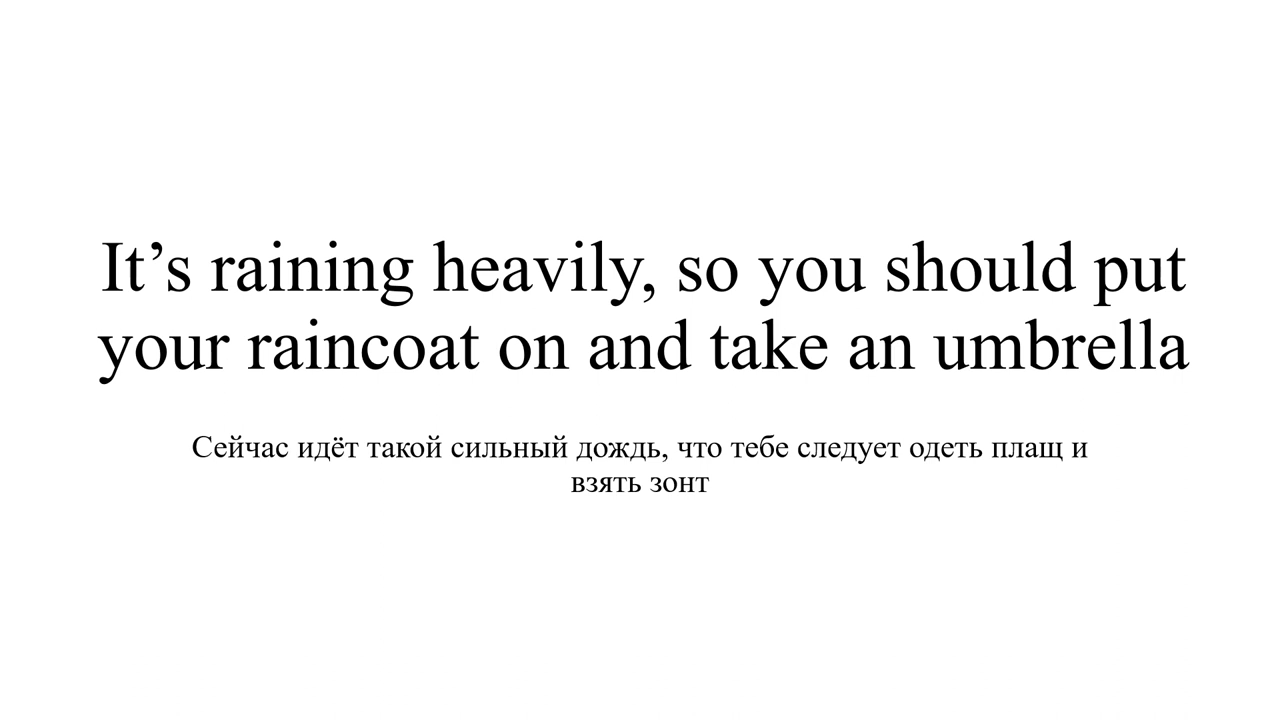 It’s raining heavily, so you should put
your raincoat on and take an umbrella
Сейчас идёт такой сильный дождь, что тебе следует одеть плащ и
взять зонт